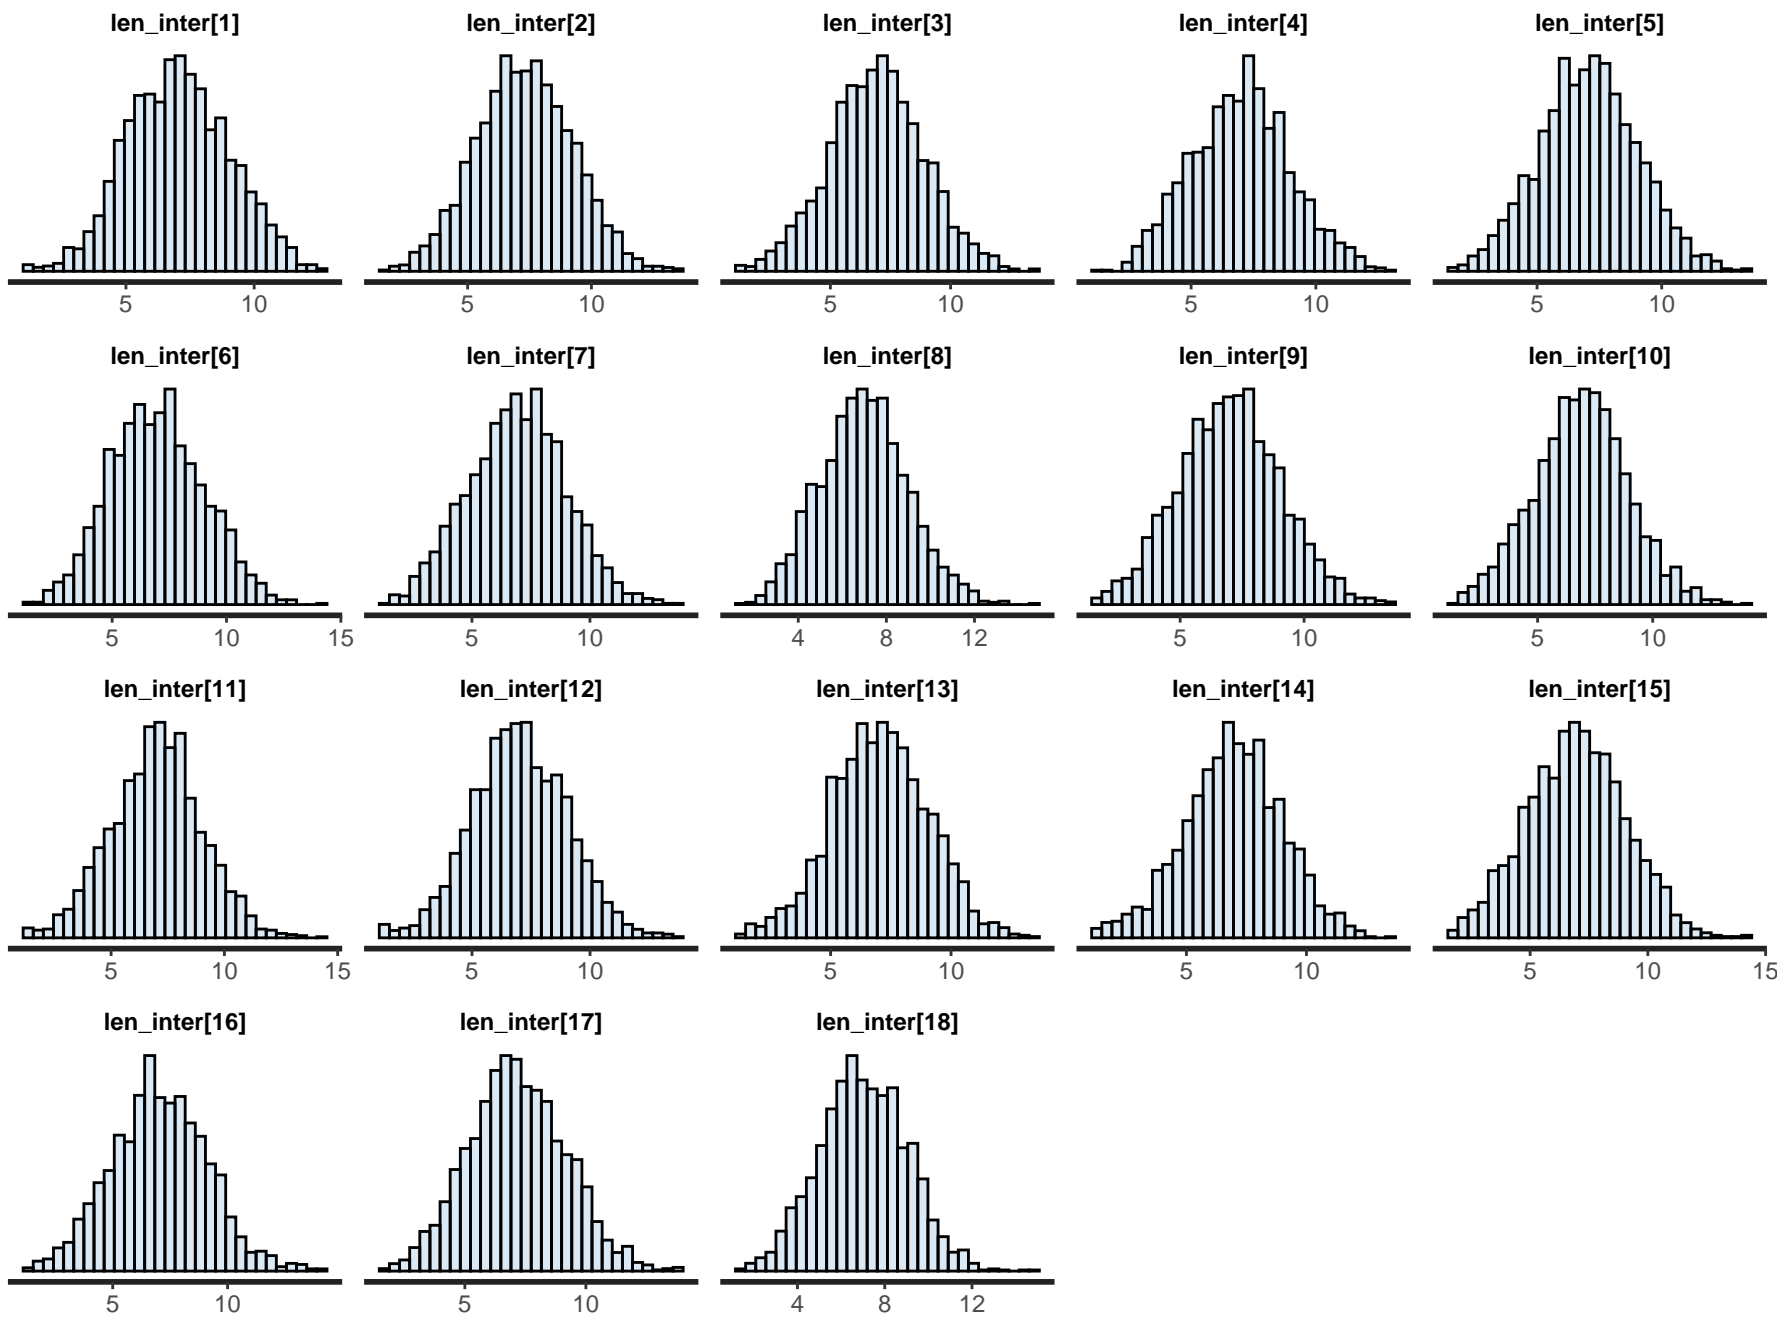 len_inter[1] len_inter[2] len_inter[3] len_inter[4] len_inter[5]
5 10 5 10 5 10 5 10 5 10
len_inter[6] len_inter[7] len_inter[8] len_inter[9] len_inter[10]
5 10 15 5 10 4 8 12 5 10 5 10
len_inter[11] len_inter[12] len_inter[13] len_inter[14] len_inter[15]
5 10 15 5 10 5 10 5 10 5 10 15
len_inter[16] len_inter[17] len_inter[18]
5 10 5 10 4 8 12